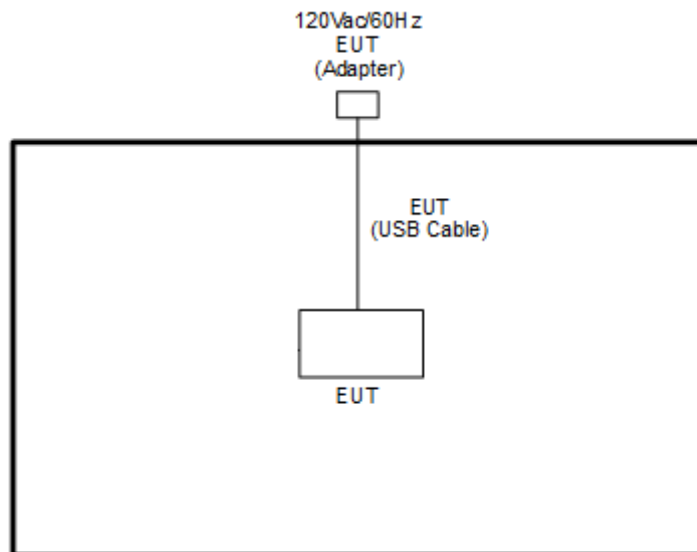 120Vac/60Hz
EUT
(Adapter)
EUT
(USB Cable)
EUT